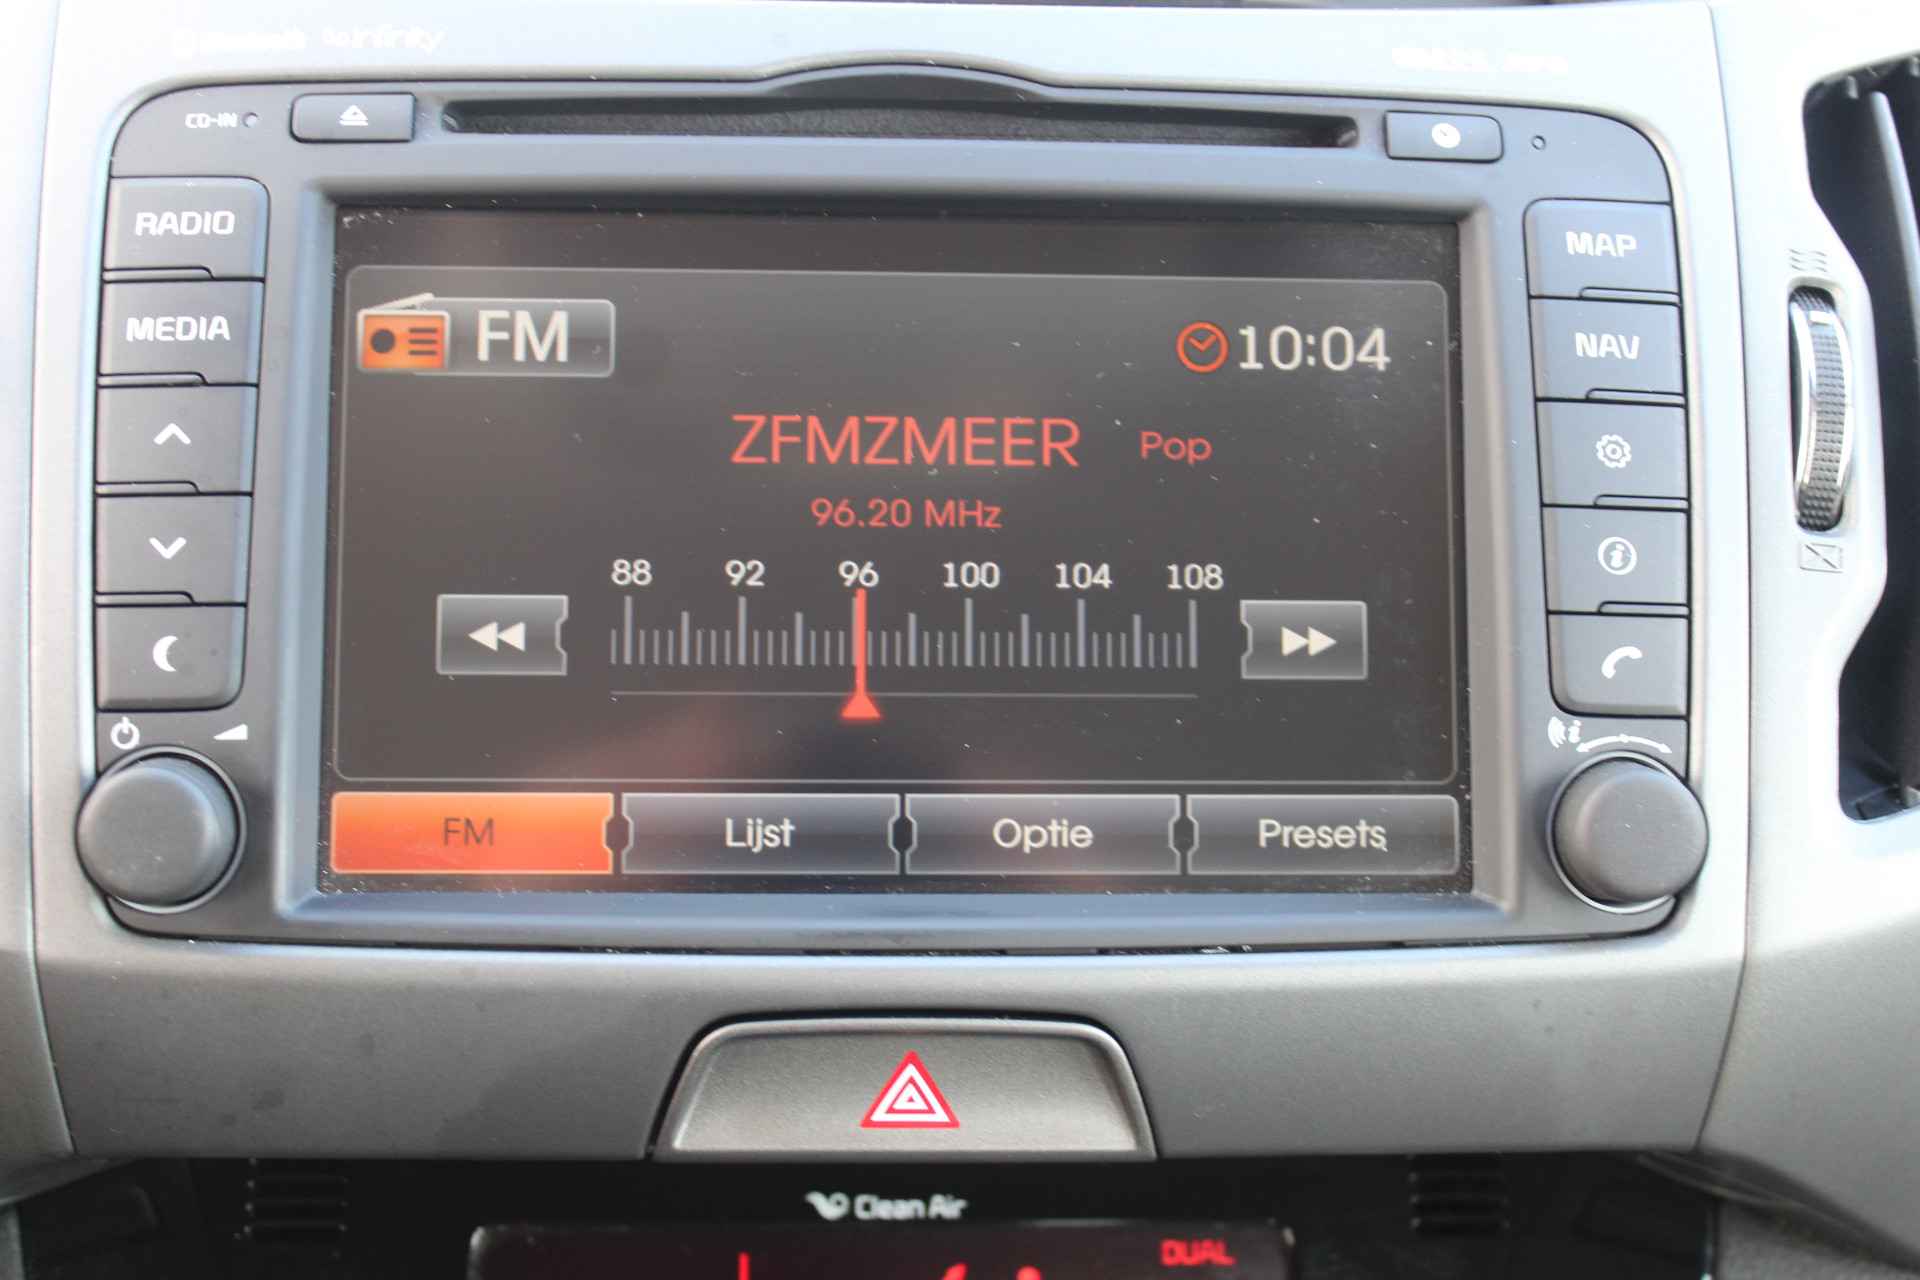 infinity
CD-IN
RADIO
MEDIA
MAP
NAV
FM
10:04
ZFMZMEER Pop
96.20 MHz
88 92 96 100 104 108
FM Lijst Optie Presets
Clean Air
DUAL